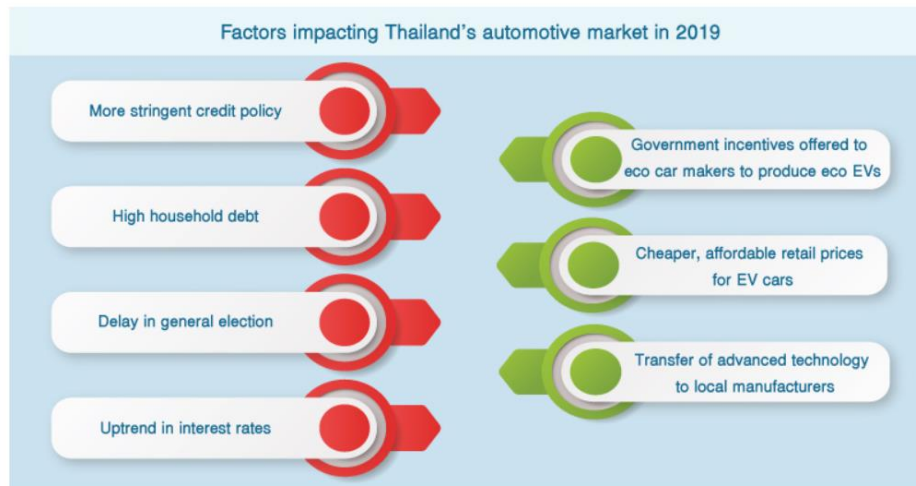 Factors impacting Thailand's automotive market in 2019
More stringent credit policy
High household debt
Delay in general election
Uptrend in interest rates
Government incentives offered to
eco car makers to produce eco EVs
Cheaper, affordable retail prices
for EV cars
Transfer of advanced technology
to local manufacturers